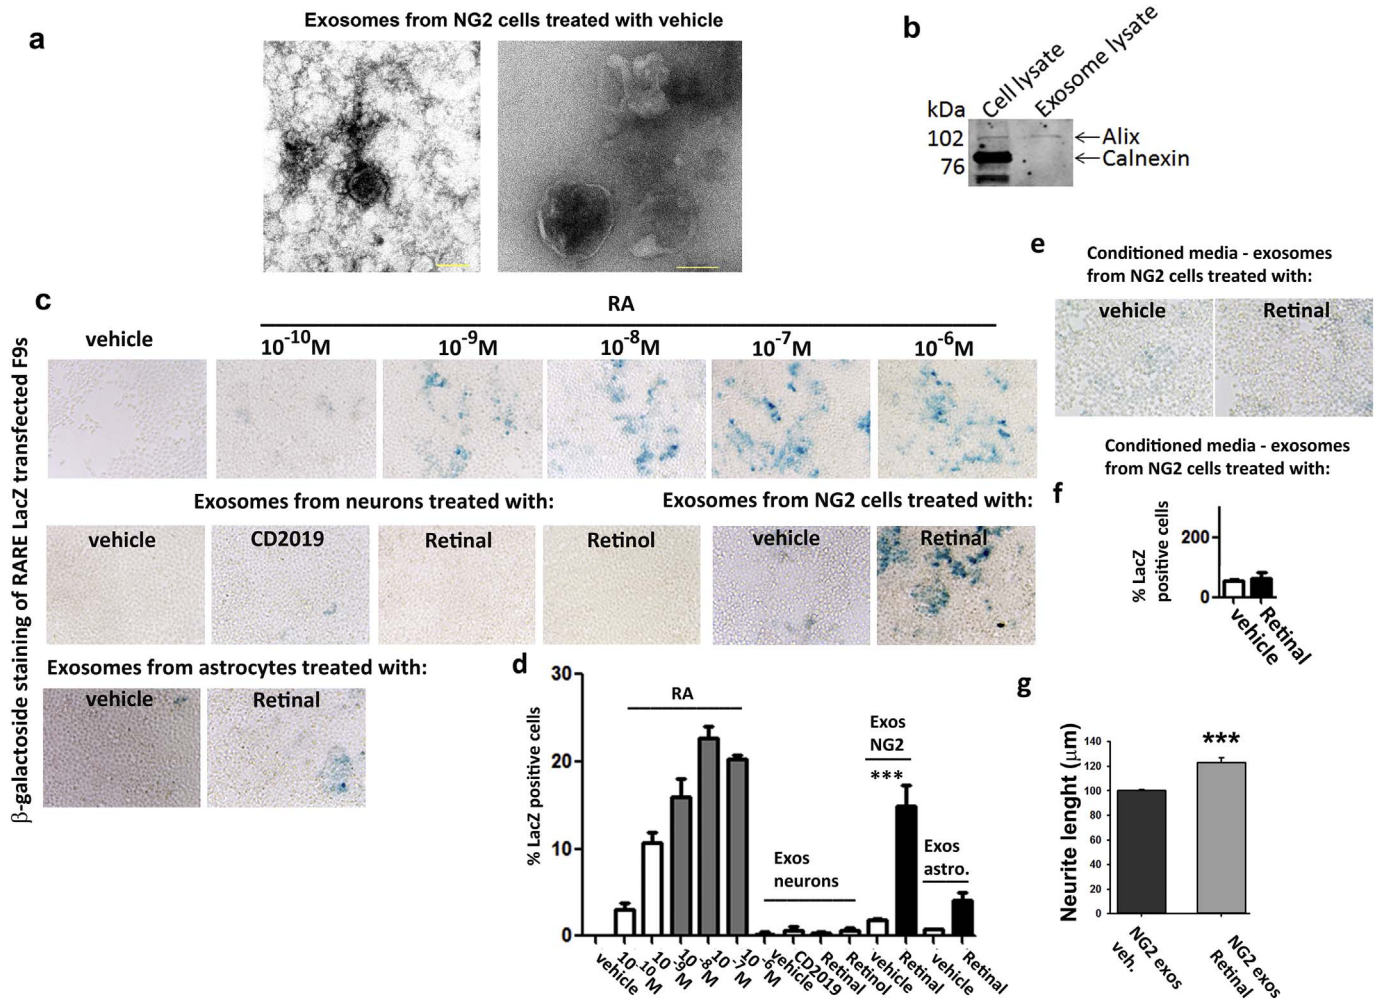 Exosomes from NG2 cells treated with vehicle
a
b
Cell lysate
Exosome lysate
kDa
102
76
Alix
Calnexin
c
β-galactoside staining of RARE LacZ transfected F9s
vehicle
RA
10-10M
10-9M
10-8M
10-7M
10-6M
Exosomes from neurons treated with:
vehicle
CD2019
Retinal
Retinol
Exosomes from NG2 cells treated with:
vehicle
Retinal
Exosomes from astrocytes treated with:
vehicle
Retinal
d
% LacZ positive cells
30
20
10
0
RA
Exos
neurons
Exos
NG2
***
Exos
astro.
vehicle
10-10M
10-9M
10-8M
10-7M
10-6M
vehicle
CD2019
Retinal
Retinol
vehicle
Retinal
vehicle
Retinal
e
Conditioned media - exosomes
from NG2 cells treated with:
vehicle
Retinal
Conditioned media - exosomes
from NG2 cells treated with:
f
% LacZ
positive cells
200
0
vehicle
Retinal
g
Neurite lenght (μm)
140
120
100
80
60
40
20
0
***
NG2 exos
veh.
NG2 exos
Retinal